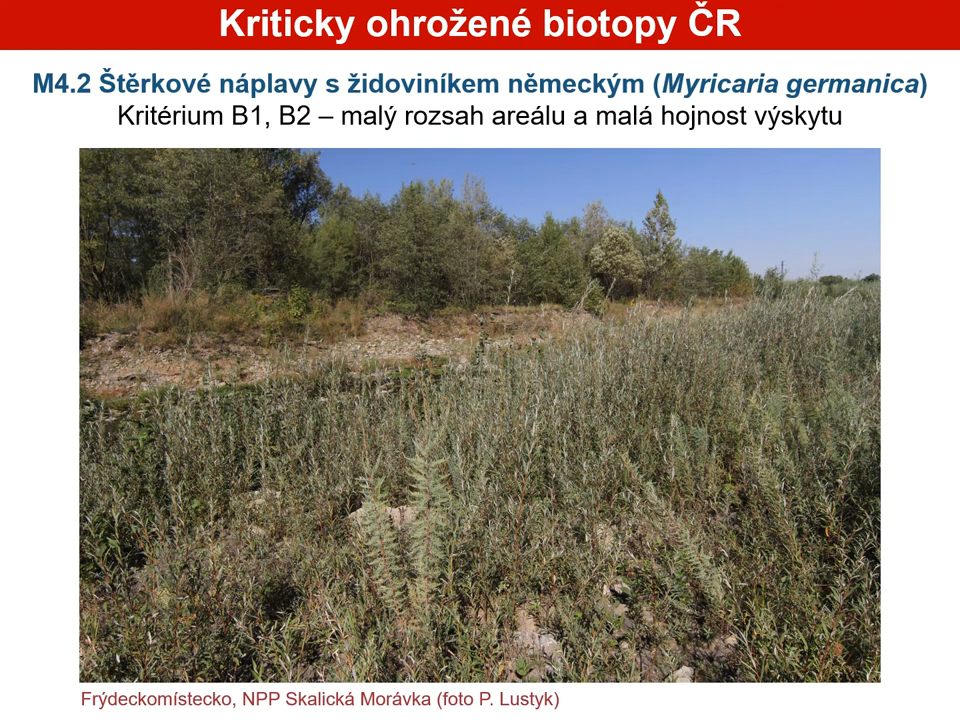 Kriticky ohrožené biotopy ČR
M4.2 Štěrkové náplavy s židoviníkem německým (Myricaria germanica)
Kritérium B1, B2 – malý rozsah areálu a malá hojnost výskytu
Frýdeckomístecko, NPP Skalická Morávka (foto P. Lustyk)